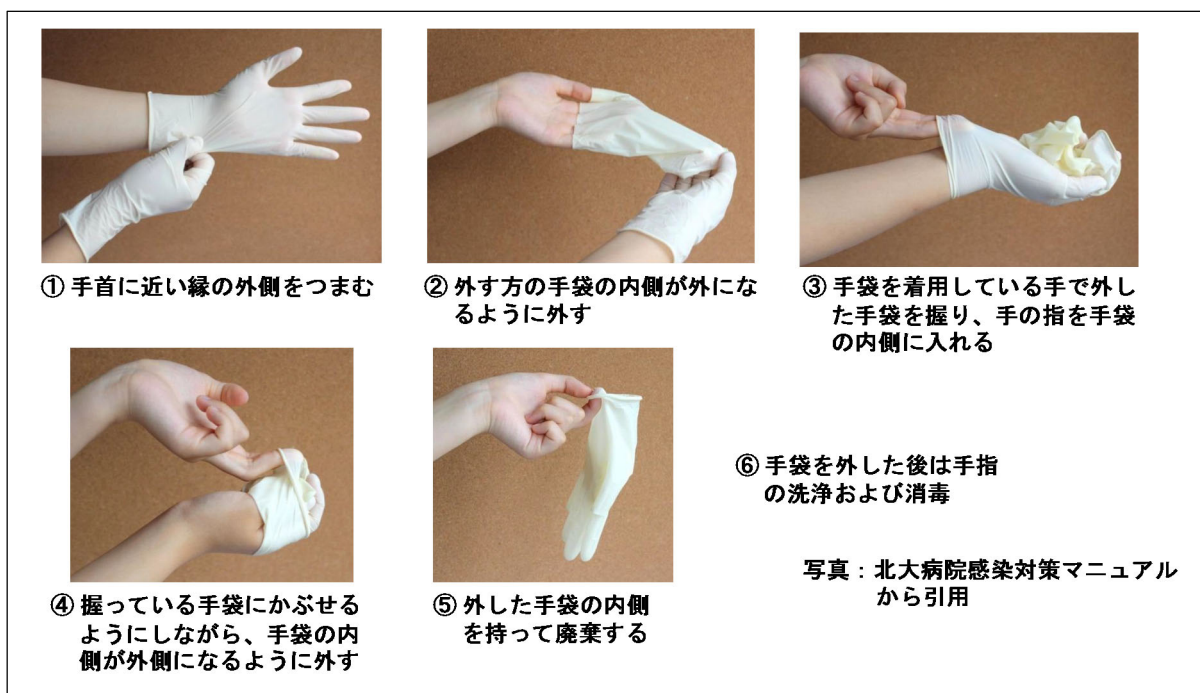 ① 手首に近い縁の外側をつまむ
② 外す方の手袋の内側が外にな
るように外す
③ 手袋を着用している手で外し
た手袋を握り、手の指を手袋
の内側に入れる
④ 握っている手袋にかぶせる
ようにしながら、手袋の内
側が外側になるように外す
⑤ 外した手袋の内側
を持って廃棄する
⑥ 手袋を外した後は手指
の洗浄および消毒
写真：北大病院感染対策マニュアル
から引用